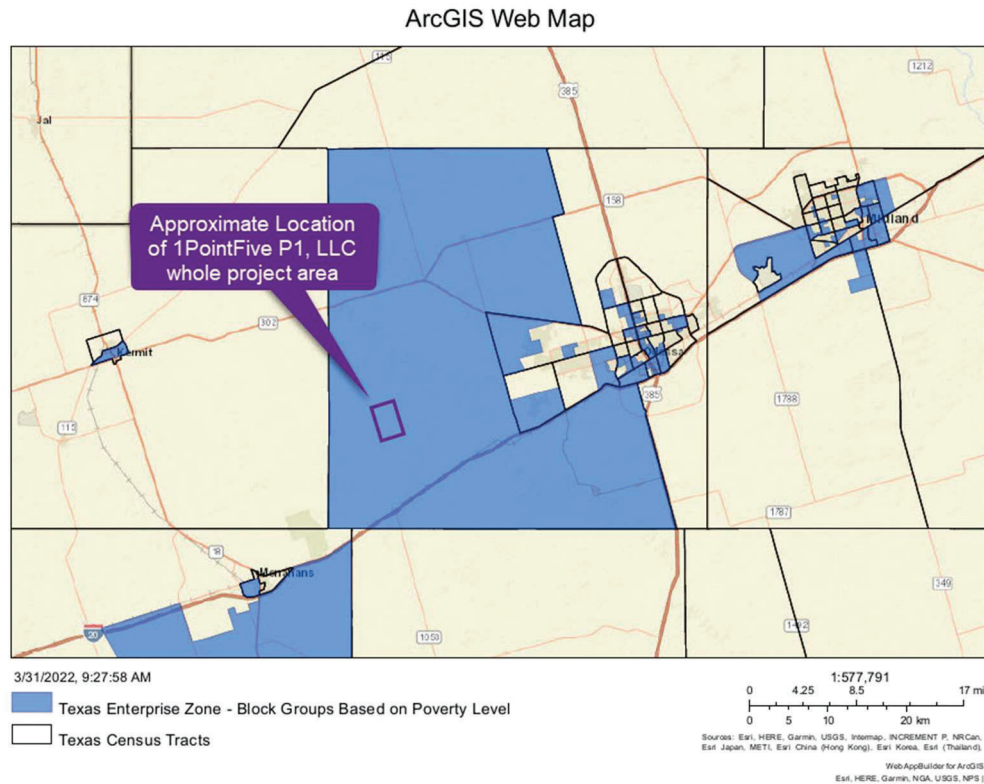 ArcGIS Web Map
115
1212
385
Jal
158
Midland
Approximate Location
of 1PointFive P1, LLC
whole project area
874
302
Kermit
Odessa
385
1788
115
1787
18
Monahans
349
20
1053
1492
3/31/2022, 9:27:58 AM
Texas Enterprise Zone - Block Groups Based on Poverty Level
Texas Census Tracts
1:577,791
0 4.25 8.5 17 mi
0 5 10 20 km
Sources: Esri, HERE, Garmin, USGS, Intermap, INCREMENT P, NRCan,
Esri Japan, METI, Esri China (Hong Kong), Esri Korea, Esri (Thailand),
WebAppBuilder for ArcGIS
Esri, HERE, Garmin, NGA, USGS, NPS |